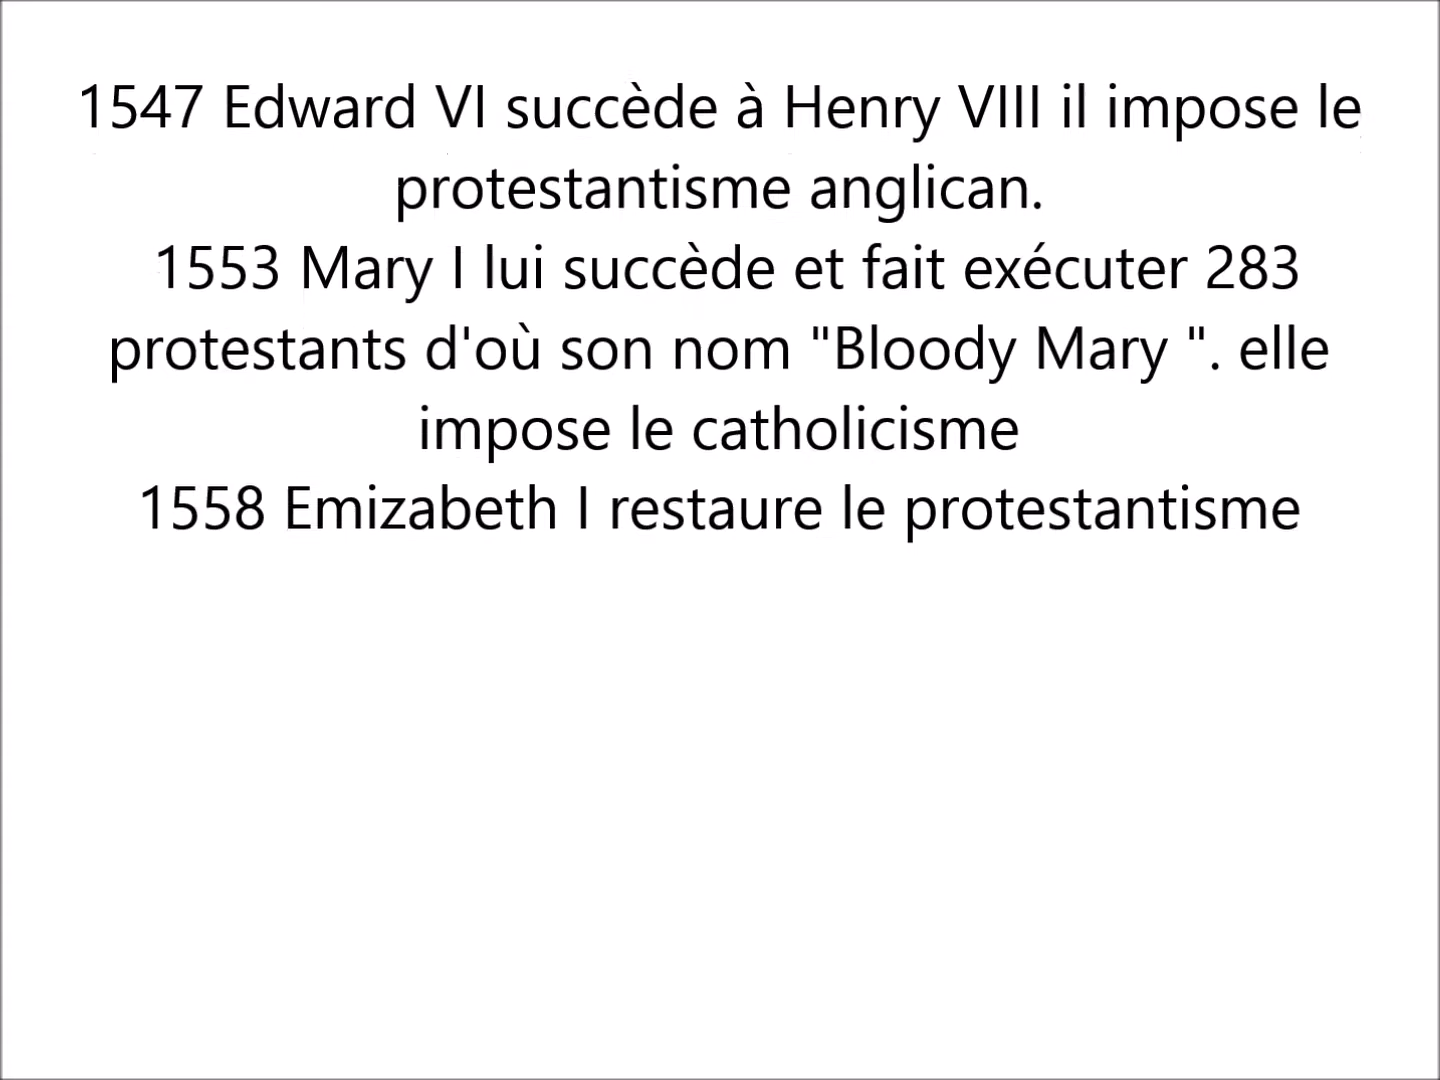 1547 Edward VI succède à Henry VIII il impose le
protestantisme anglican.
1553 Mary I lui succède et fait exécuter 283
protestants d'où son nom "Bloody Mary ". elle
impose le catholicisme
1558 Emizabeth I restaure le protestantisme